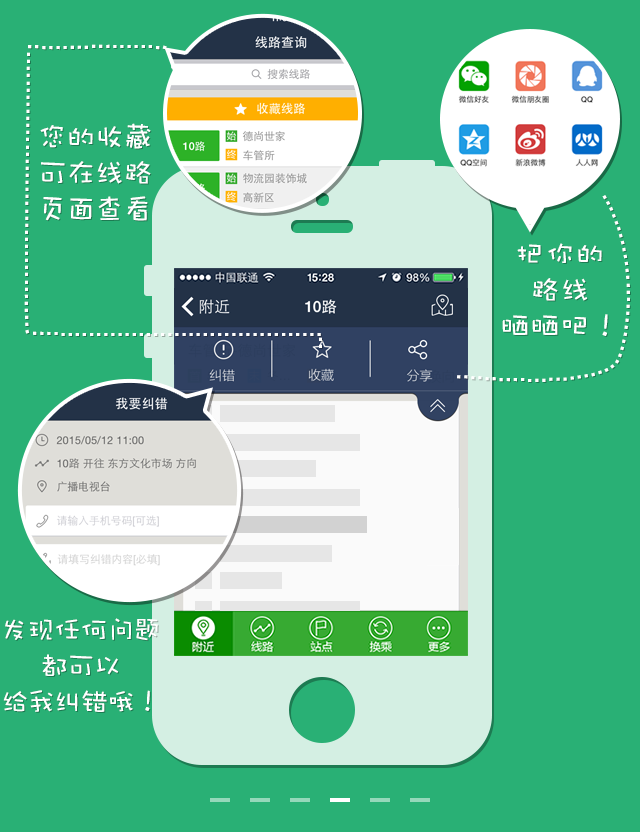 线路查询
搜索线路
收藏线路
10路
始 德尚世家
终 车管所
始 物流园装饰城
终 高新区
微信好友 微信朋友圈 QQ
QQ空间 新浪微博 人人网
您的收藏
可在线路
页面查看
把你的
路线
晒晒吧！
中国联通 15:28 98%
附近 10路
纠错 收藏 分享
我要纠错
2015/05/12 11:00
10路 开往 东方文化市场 方向
广播电视台
请输入手机号码[可选]
请填写纠错内容[必填]
发现任何问题
都可以
给我纠错哦！
附近 线路 站点 换乘 更多